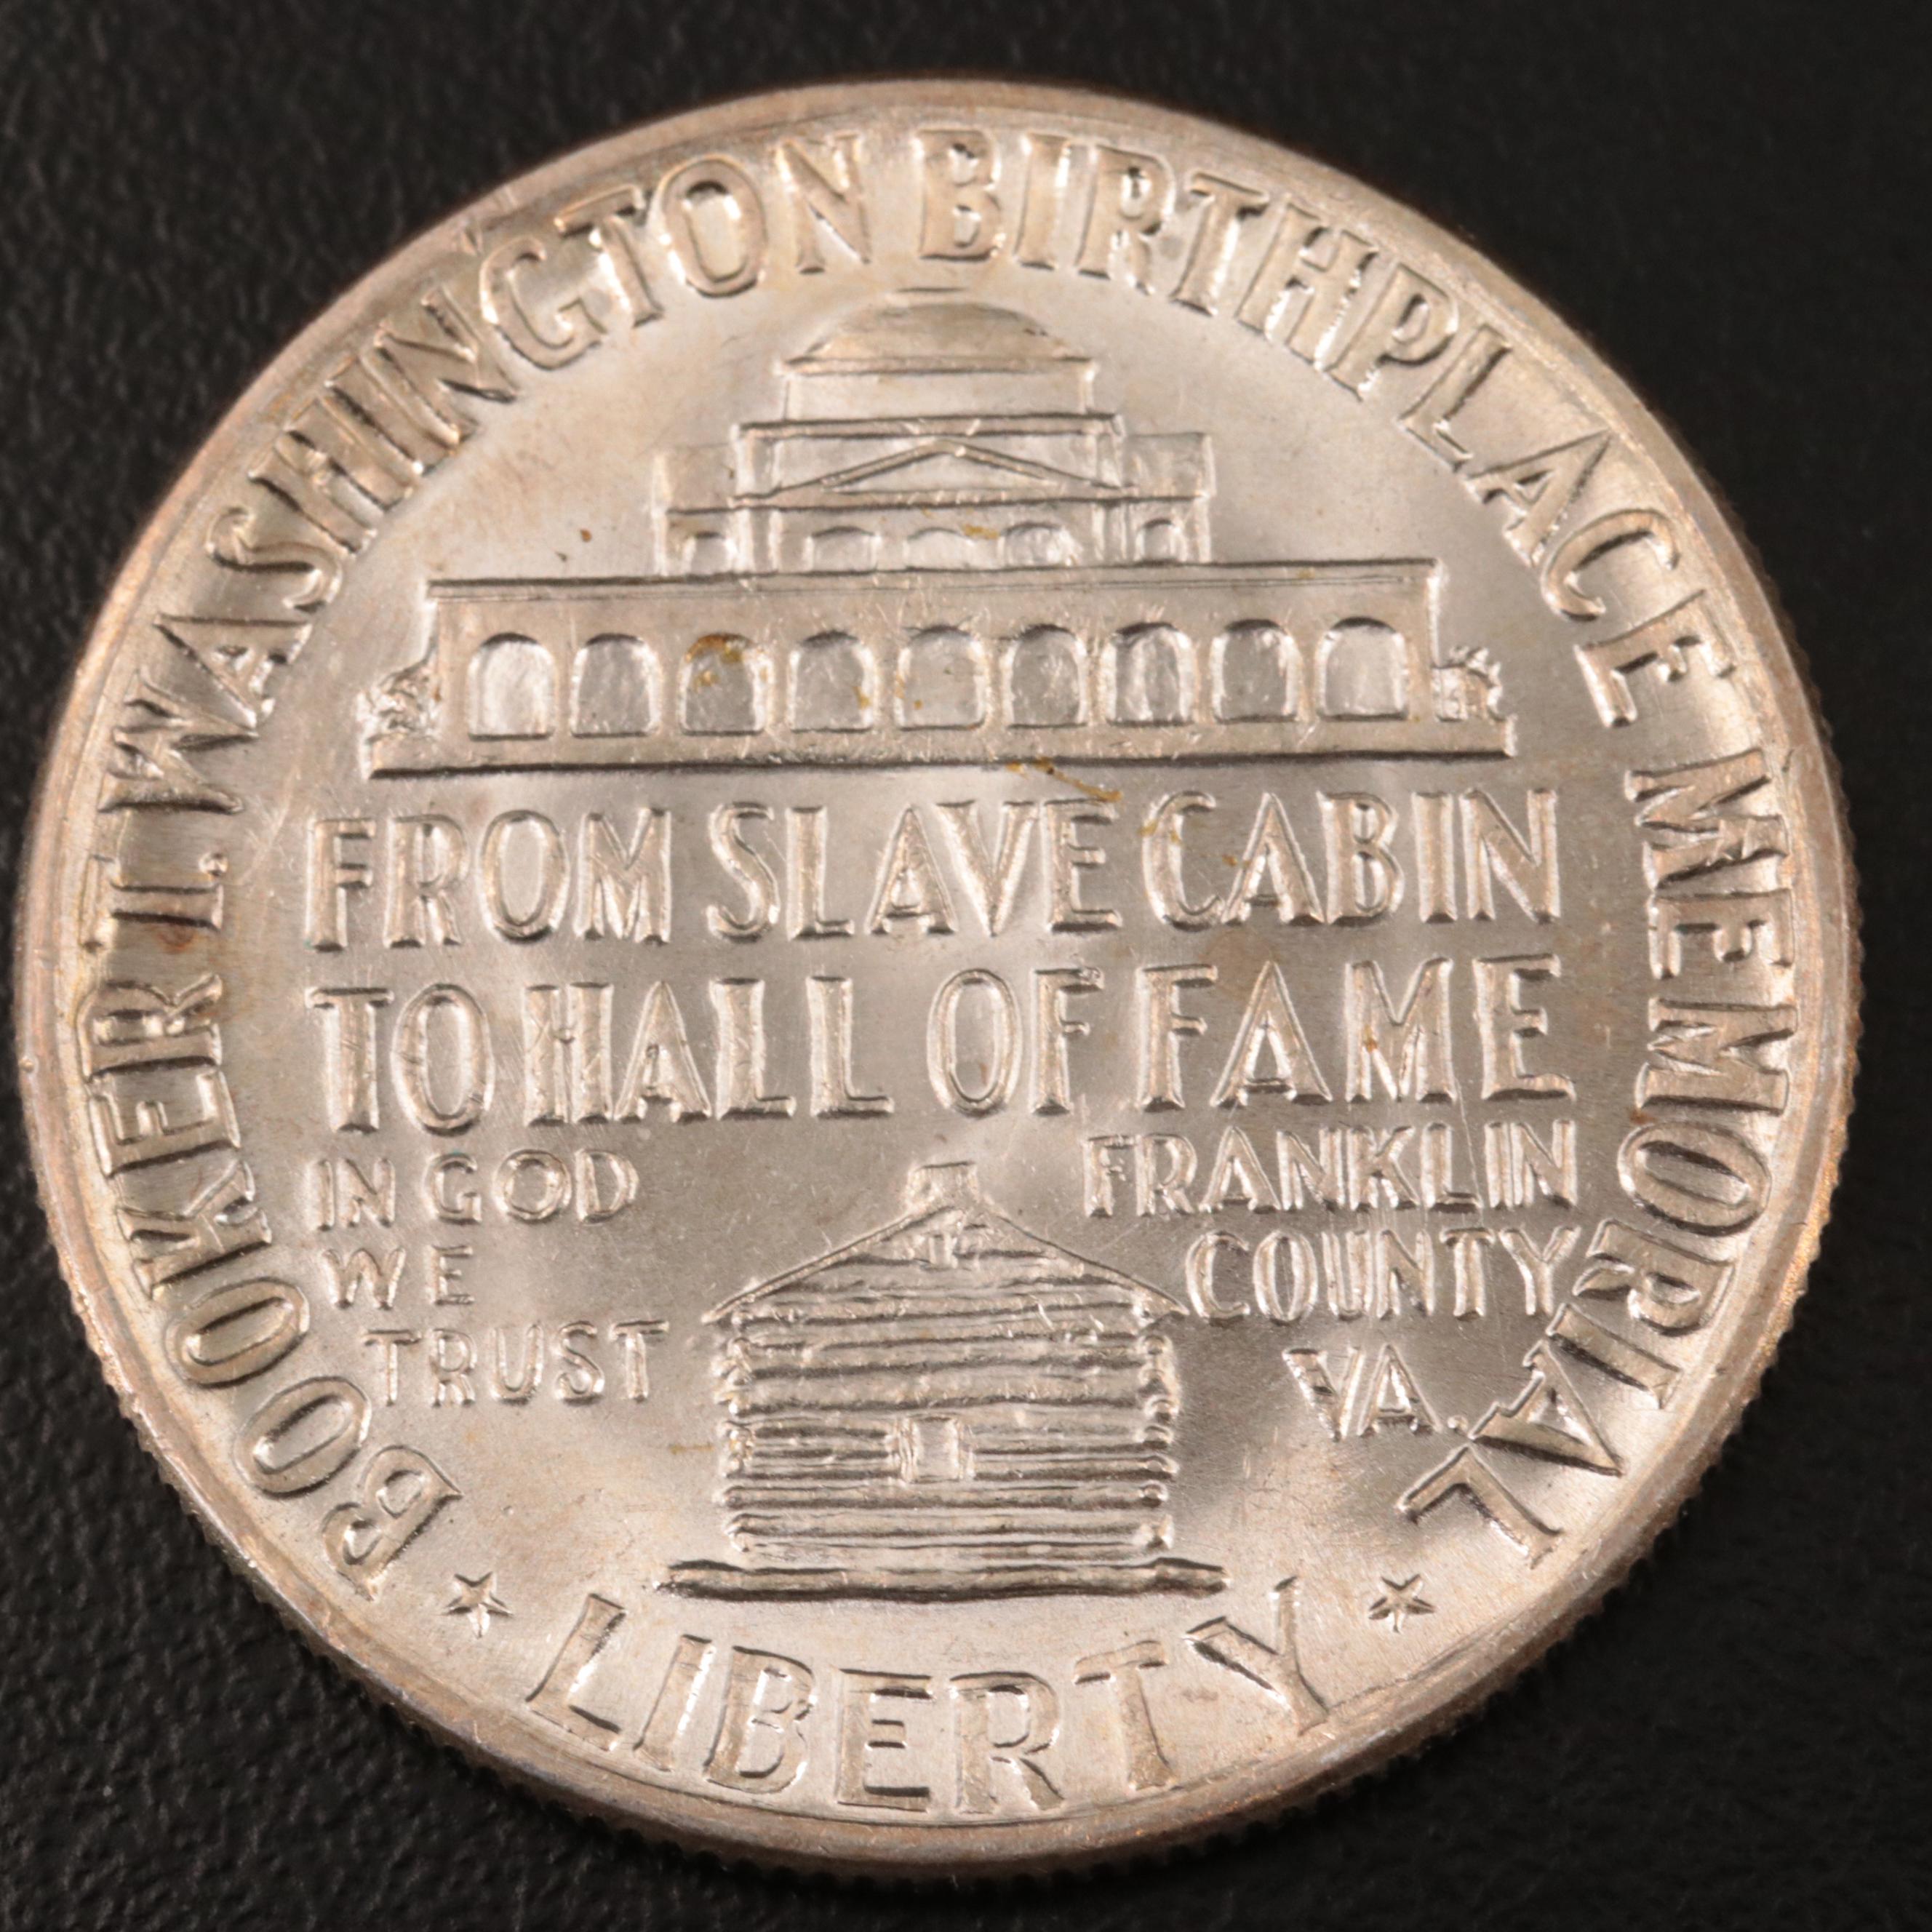 BOOKER T. WASHINGTON BIRTHPLACE MEMORIAL
FROM SLAVE CABIN
TO HALL OF FAME
IN GOD
WE
TRUST
FRANKLIN
COUNTY
VA.
LIBERTY